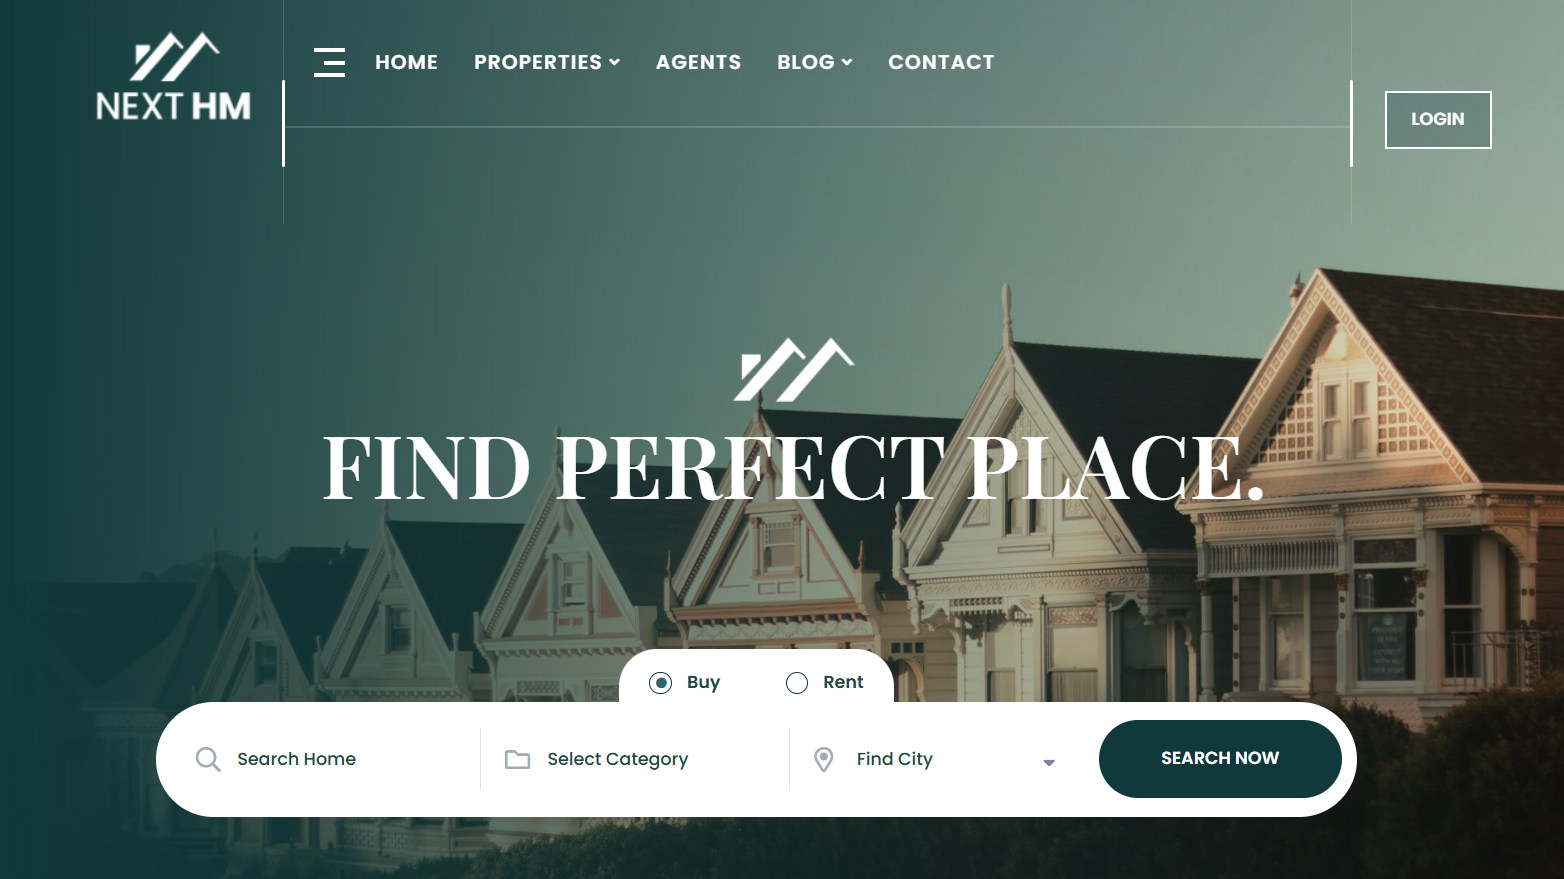 NEXT HM
HOME PROPERTIES AGENTS BLOG CONTACT
LOGIN
FIND PERFECT PLACE.
Buy Rent
Search Home Select Category Find City SEARCH NOW